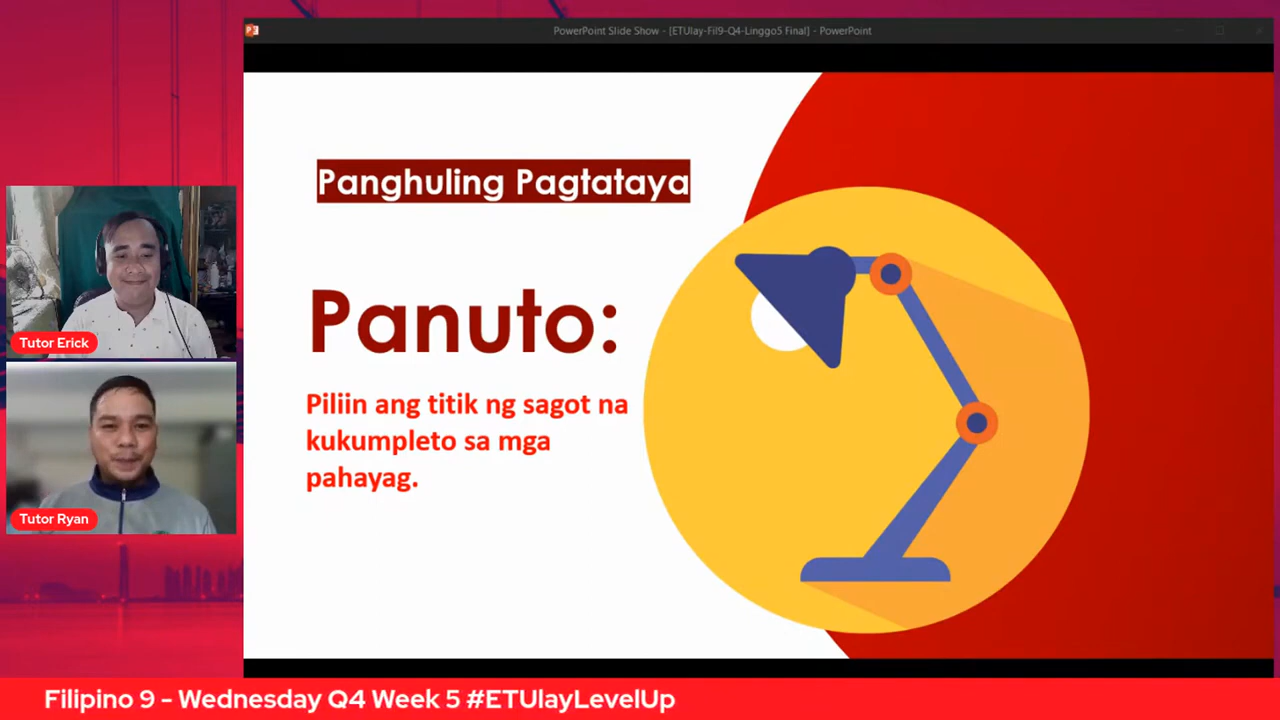 PowerPoint Slide Show - [ETUlay-Fil9-Q4-Linggo5 Final] - PowerPoint
Panghuling Pagtataya
Panuto:
Piliin ang titik ng sagot na
kukumpleto sa mga
pahayag.
Tutor Erick
Tutor Ryan
Filipino 9 - Wednesday Q4 Week 5 #ETUlayLevelUp